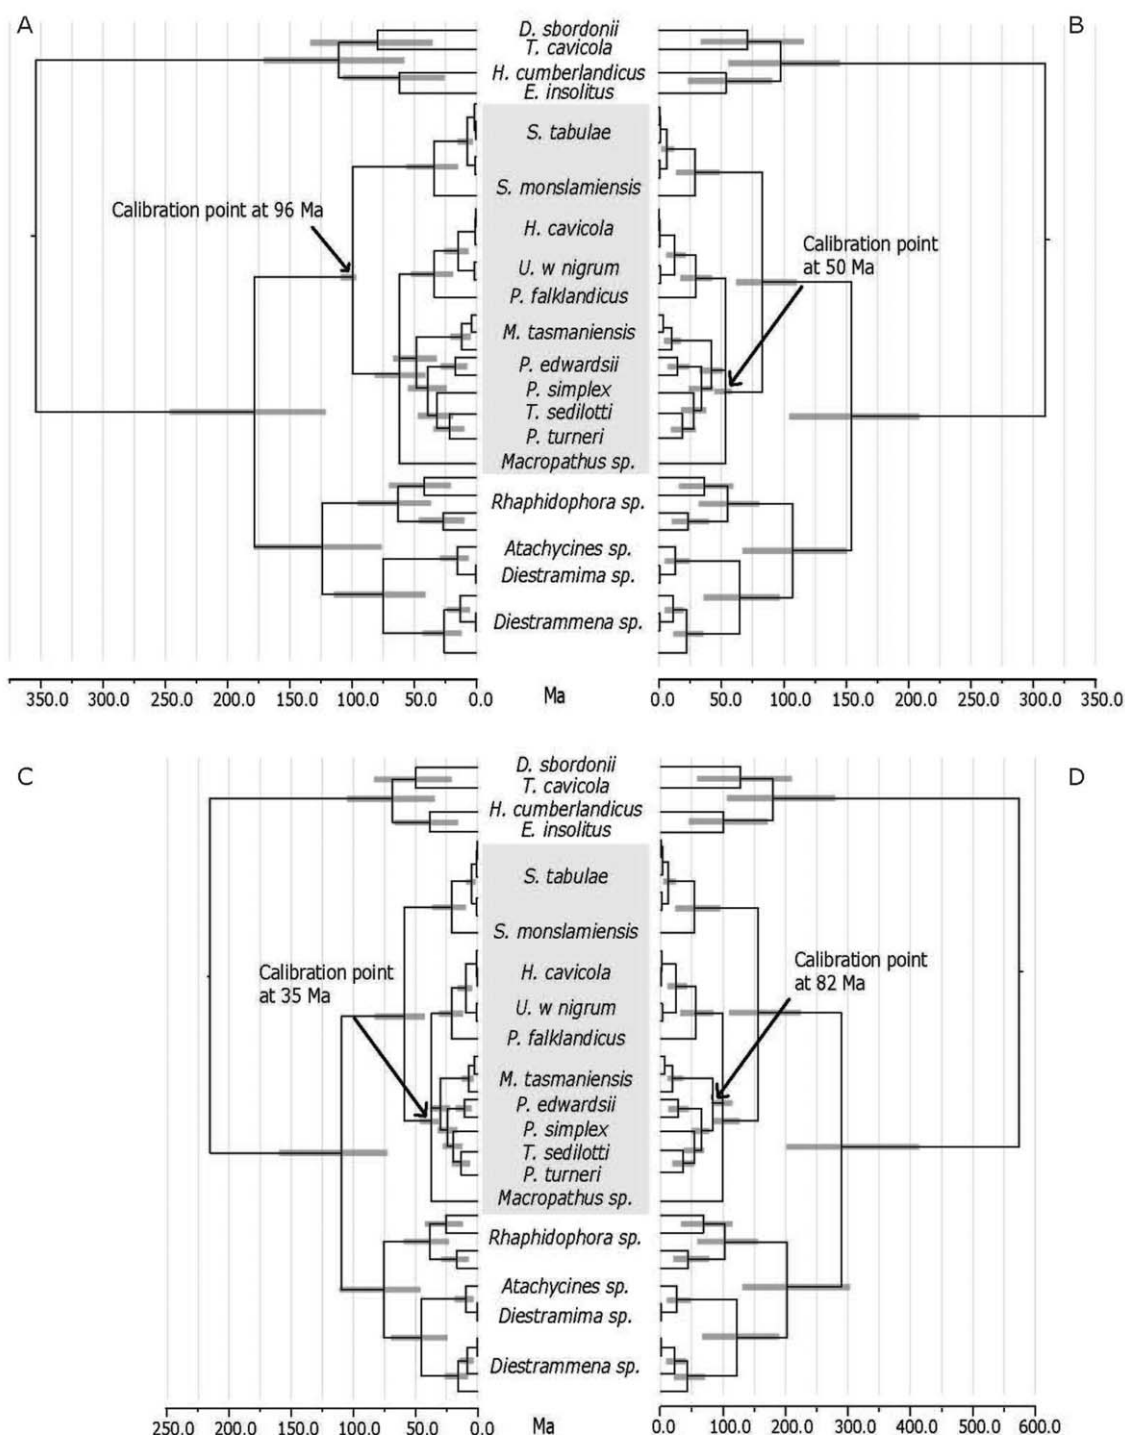 A
B
D. sbordonii
T. cavicola
H. cumberlandicus
E. insolitus
S. tabulae
S. monslamiensis
Calibration point at 96 Ma
H. cavicola
Calibration point
at 50 Ma
U. w nigrum
P. falklandicus
M. tasmaniensis
P. edwardsii
P. simplex
T. sedilotti
P. turneri
Macropathus sp.
Rhaphidophora sp.
Atachycines sp.
Diestramima sp.
Diestrammena sp.
350.0 300.0 250.0 200.0 150.0 100.0 50.0 0.0 Ma 0.0 50.0 100.0 150.0 200.0 250.0 300.0 350.0
C
D
D. sbordonii
T. cavicola
H. cumberlandicus
E. insolitus
S. tabulae
S. monslamiensis
Calibration point
at 35 Ma
H. cavicola
Calibration point
at 82 Ma
U. w nigrum
P. falklandicus
M. tasmaniensis
P. edwardsii
P. simplex
T. sedilotti
P. turneri
Macropathus sp.
Rhaphidophora sp.
Atachycines sp.
Diestramima sp.
Diestrammena sp.
250.0 200.0 150.0 100.0 50.0 0.0 Ma 0.0 100.0 200.0 300.0 400.0 500.0 600.0